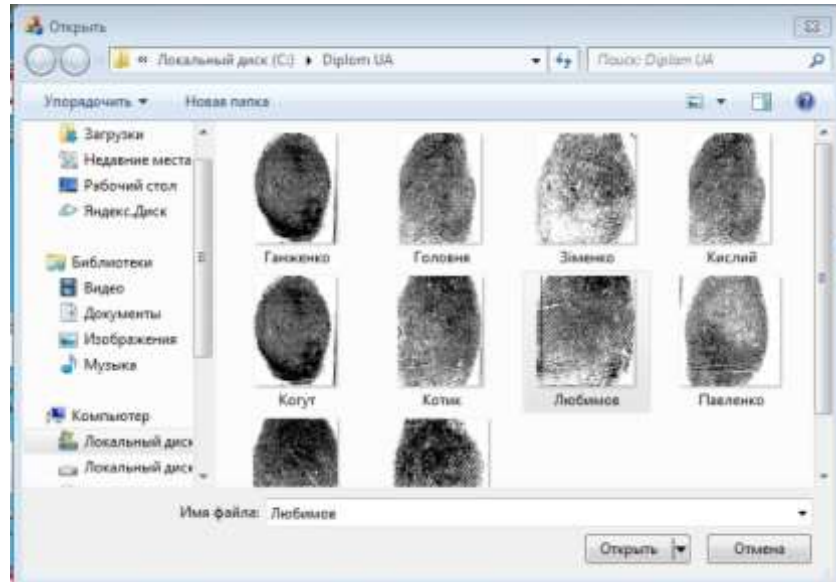 Открыть
« Локальный диск (C:) ▸ Diplom UA
Поиск: Diplom UA
Упорядочить
Новая папка
Загрузки
Недавние места
Рабочий стол
Яндекс.Диск
Библиотеки
Видео
Документы
Изображения
Музыка
Компьютер
Локальный диск
Локальный диск
Ганженко
Головня
Зіменко
Кислий
Когут
Котик
Любимов
Павленко
Имя файла: Любимов
Открыть
Отмена